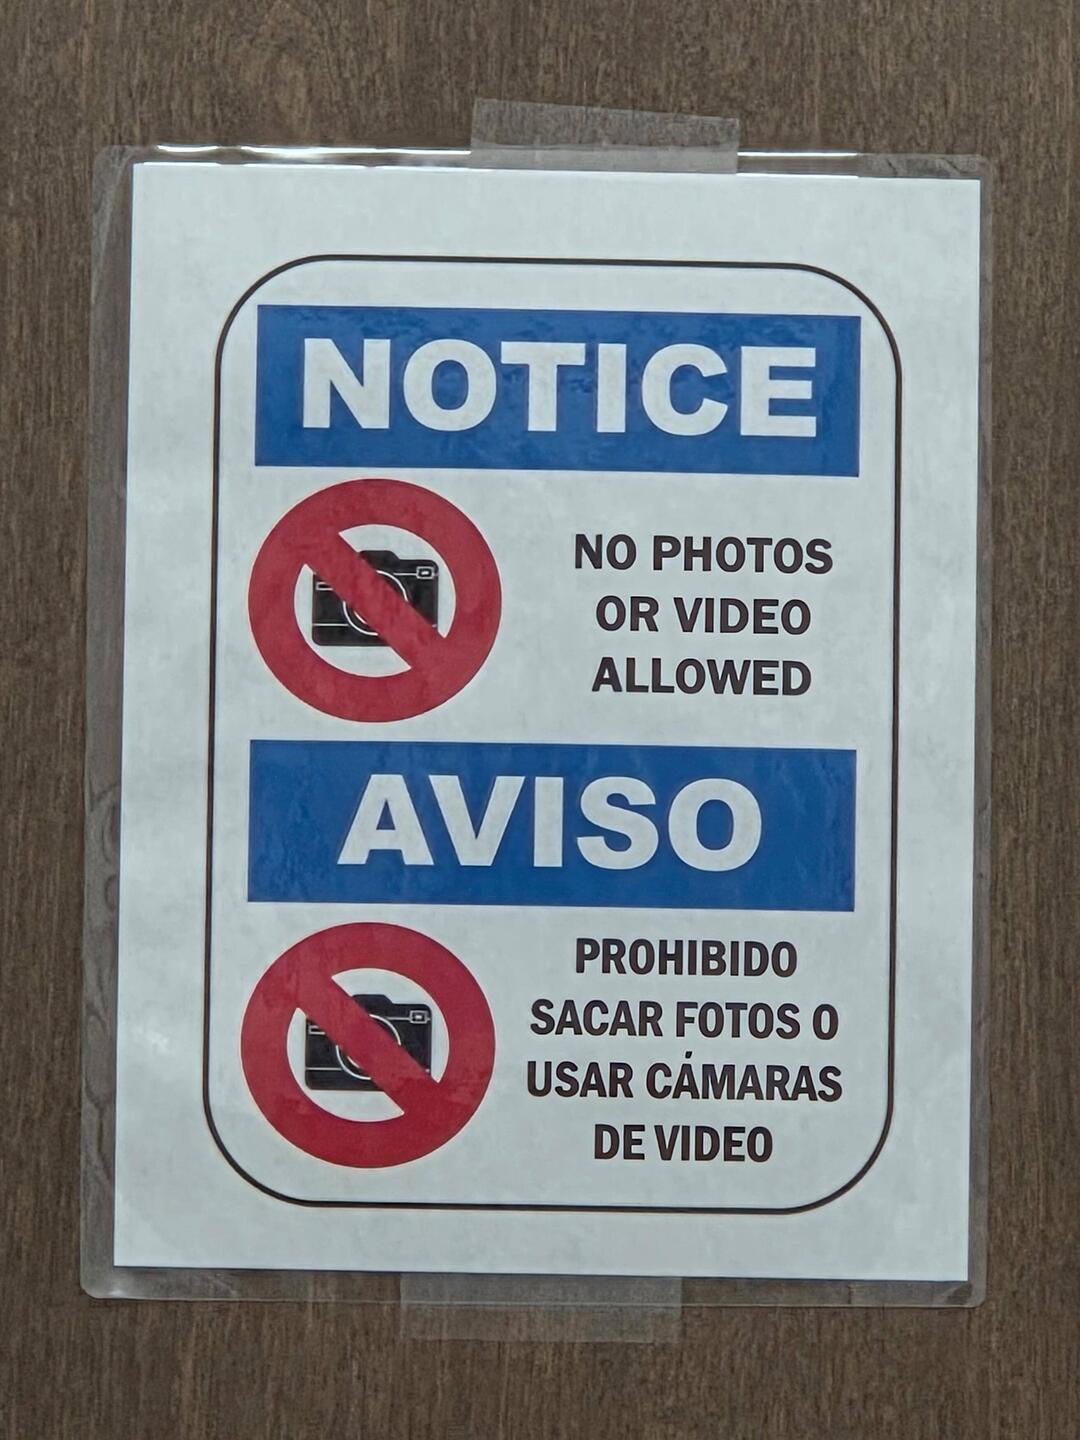 NOTICE
NO PHOTOS
OR VIDEO
ALLOWED
AVISO
PROHIBIDO
SACAR FOTOS O
USAR CÁMARAS
DE VIDEO